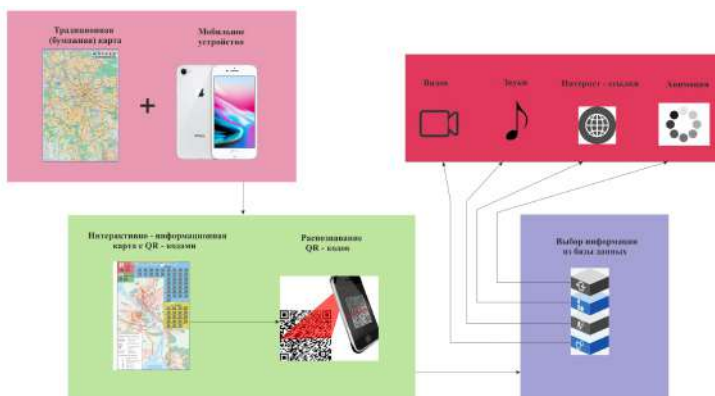 Традиционная
(бумажная) карта
Мобильное
устройство
Видео
Звуки
Интернет - ссылки
Анимация
Интерактивно - информационная
карта с QR - кодами
Распознавание
QR - кодов
Выбор информации
из базы данных